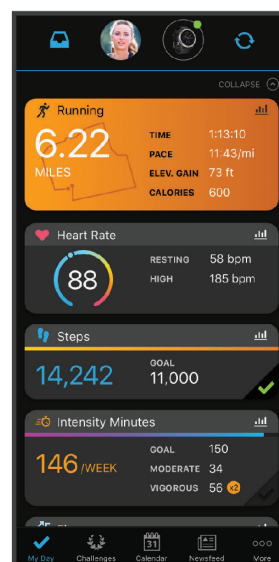 COLLAPSE
Running
6.22
MILES
TIME 1:13:10
PACE 11:43/mi
ELEV. GAIN 73 ft
CALORIES 600
Heart Rate
88
RESTING 58 bpm
HIGH 185 bpm
Steps
14,242
GOAL
11,000
Intensity Minutes
146 /WEEK
GOAL 150
MODERATE 34
VIGOROUS 56 x2
31
My Day Challenges Calendar Newsfeed More